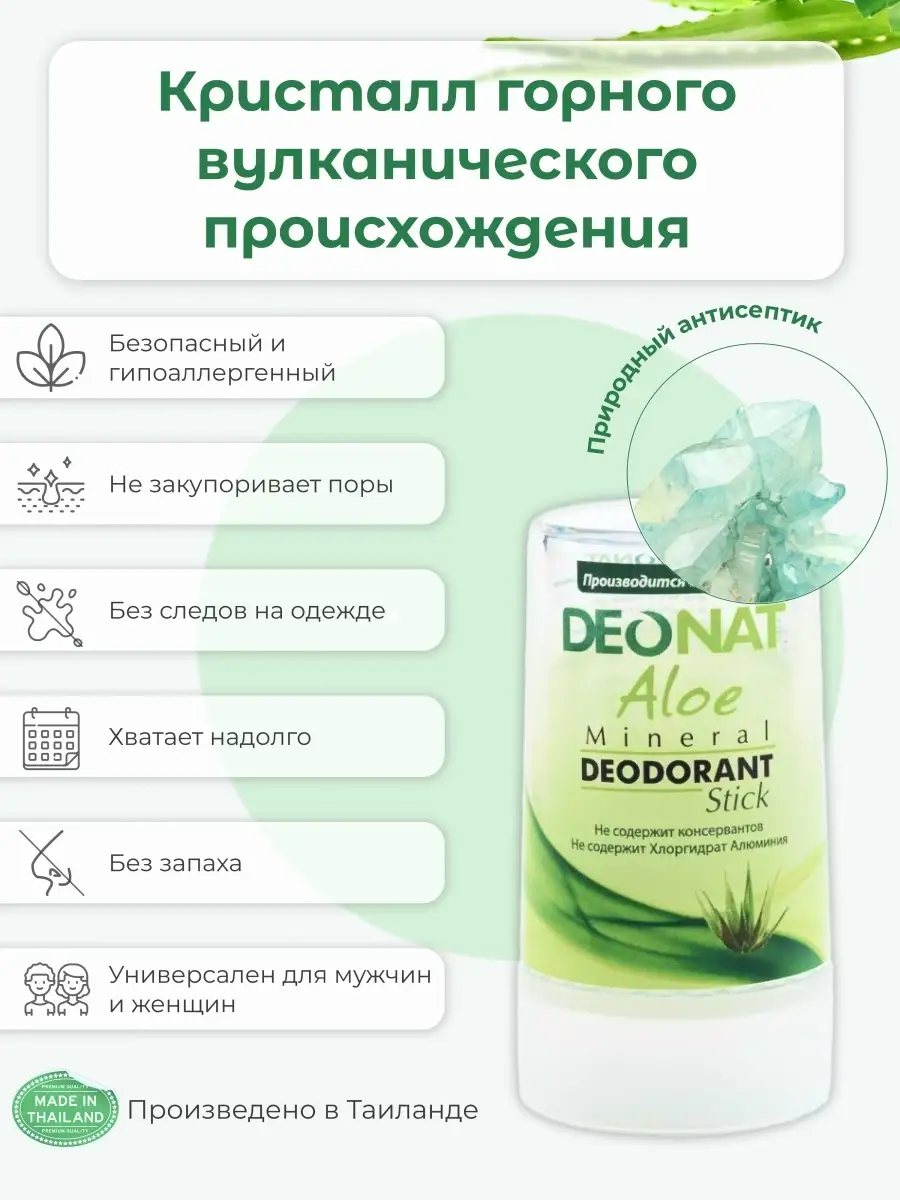 Кристалл горного
вулканического
происхождения
Природный антисептик
Безопасный и
гипоаллергенный
Не закупоривает поры
Без следов на одежде
Хватает надолго
Без запаха
Универсален для мужчин
и женщин
Производится
DEONAT
Aloe
Mineral
DEODORANT
Stick
Не содержит консервантов
Не содержит Хлоргидрат Алюминия
PREMIUM QUALITY
MADE IN
THAILAND
PREMIUM QUALITY
Произведено в Таиланде